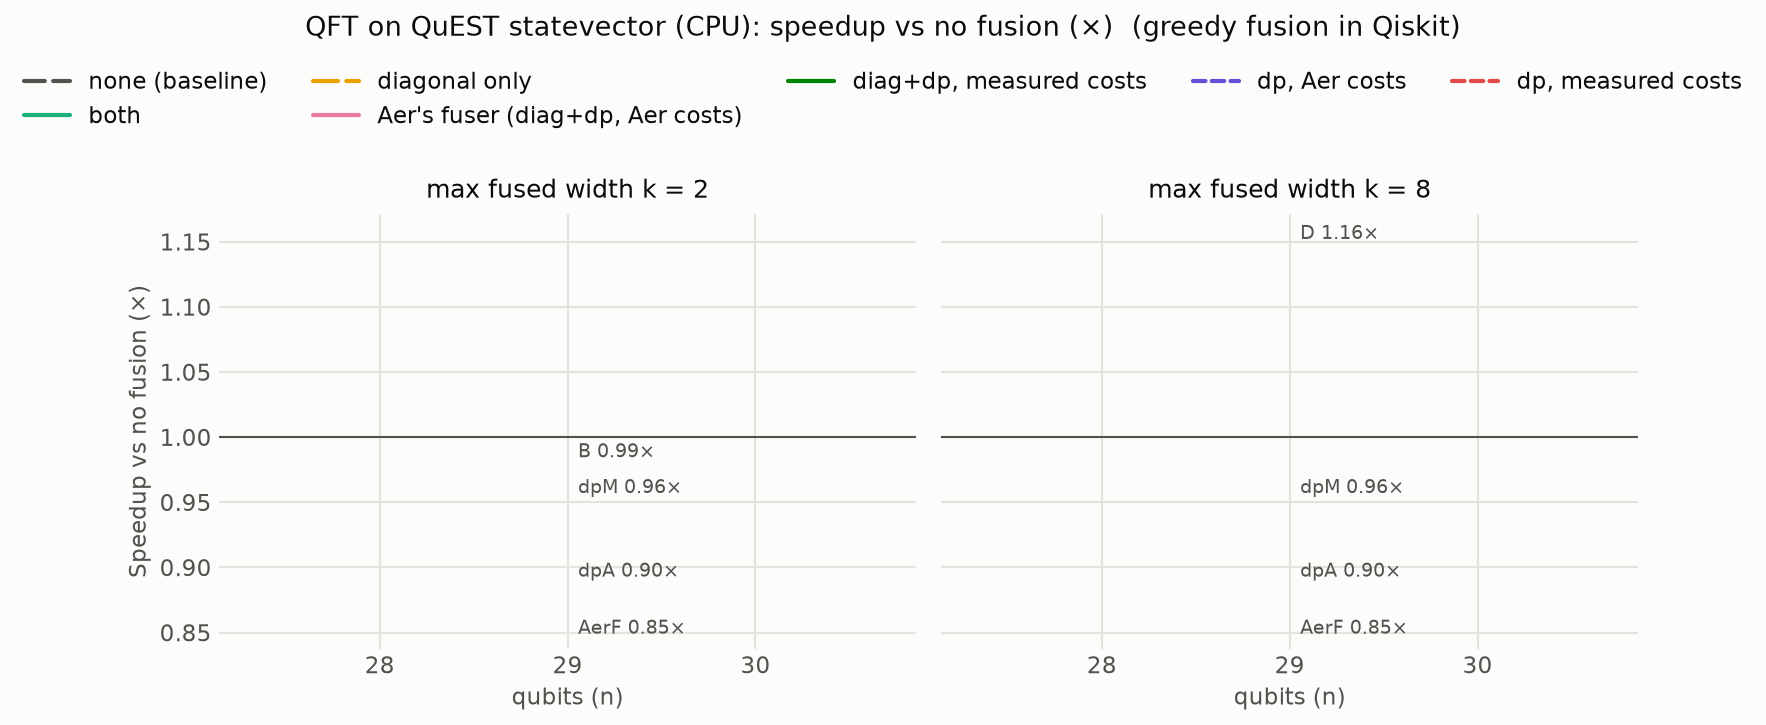 QFT on QuEST statevector (CPU): speedup vs no fusion (×)  (greedy fusion in Qiskit)
none (baseline) diagonal only diag+dp, measured costs dp, Aer costs dp, measured costs
both Aer's fuser (diag+dp, Aer costs)
max fused width k = 2
Speedup vs no fusion (×)
1.15
1.10
1.05
1.00
0.95
0.90
0.85
B 0.99×
dpM 0.96×
dpA 0.90×
AerF 0.85×
28 29 30
qubits (n)
max fused width k = 8
D 1.16×
dpM 0.96×
dpA 0.90×
AerF 0.85×
28 29 30
qubits (n)